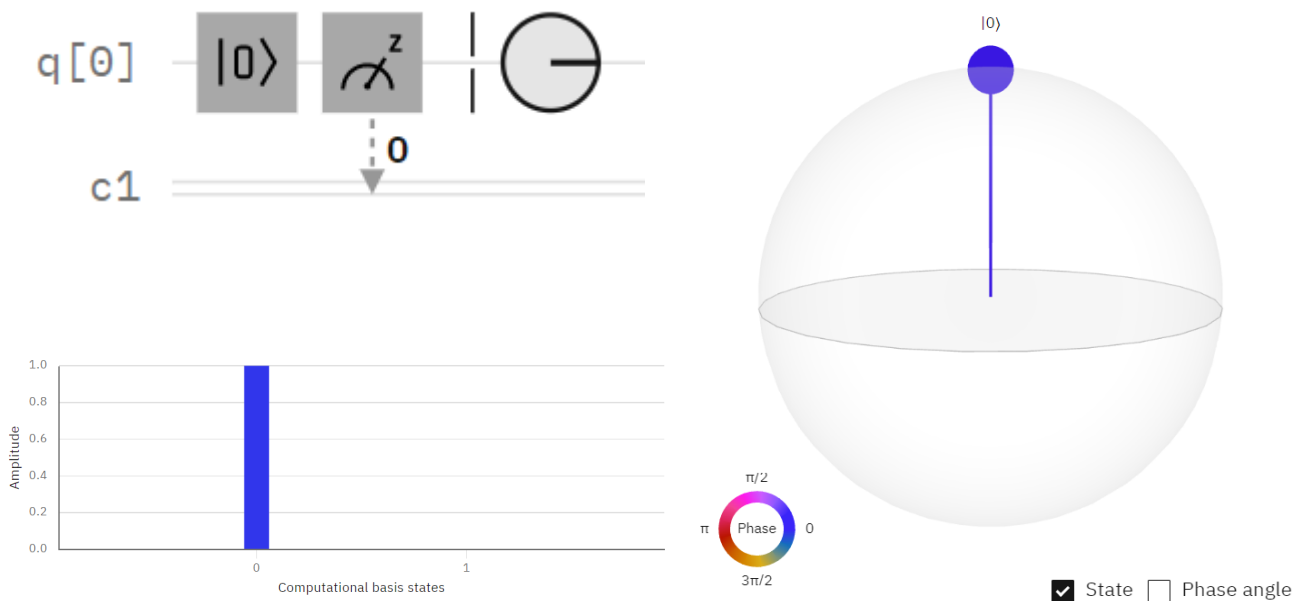 q[0]
|0⟩
z
0
c1
1.0
0.8
0.6
0.4
0.2
0.0
Amplitude
0
1
Computational basis states
|0⟩
π/2
π
Phase
0
3π/2
State
Phase angle